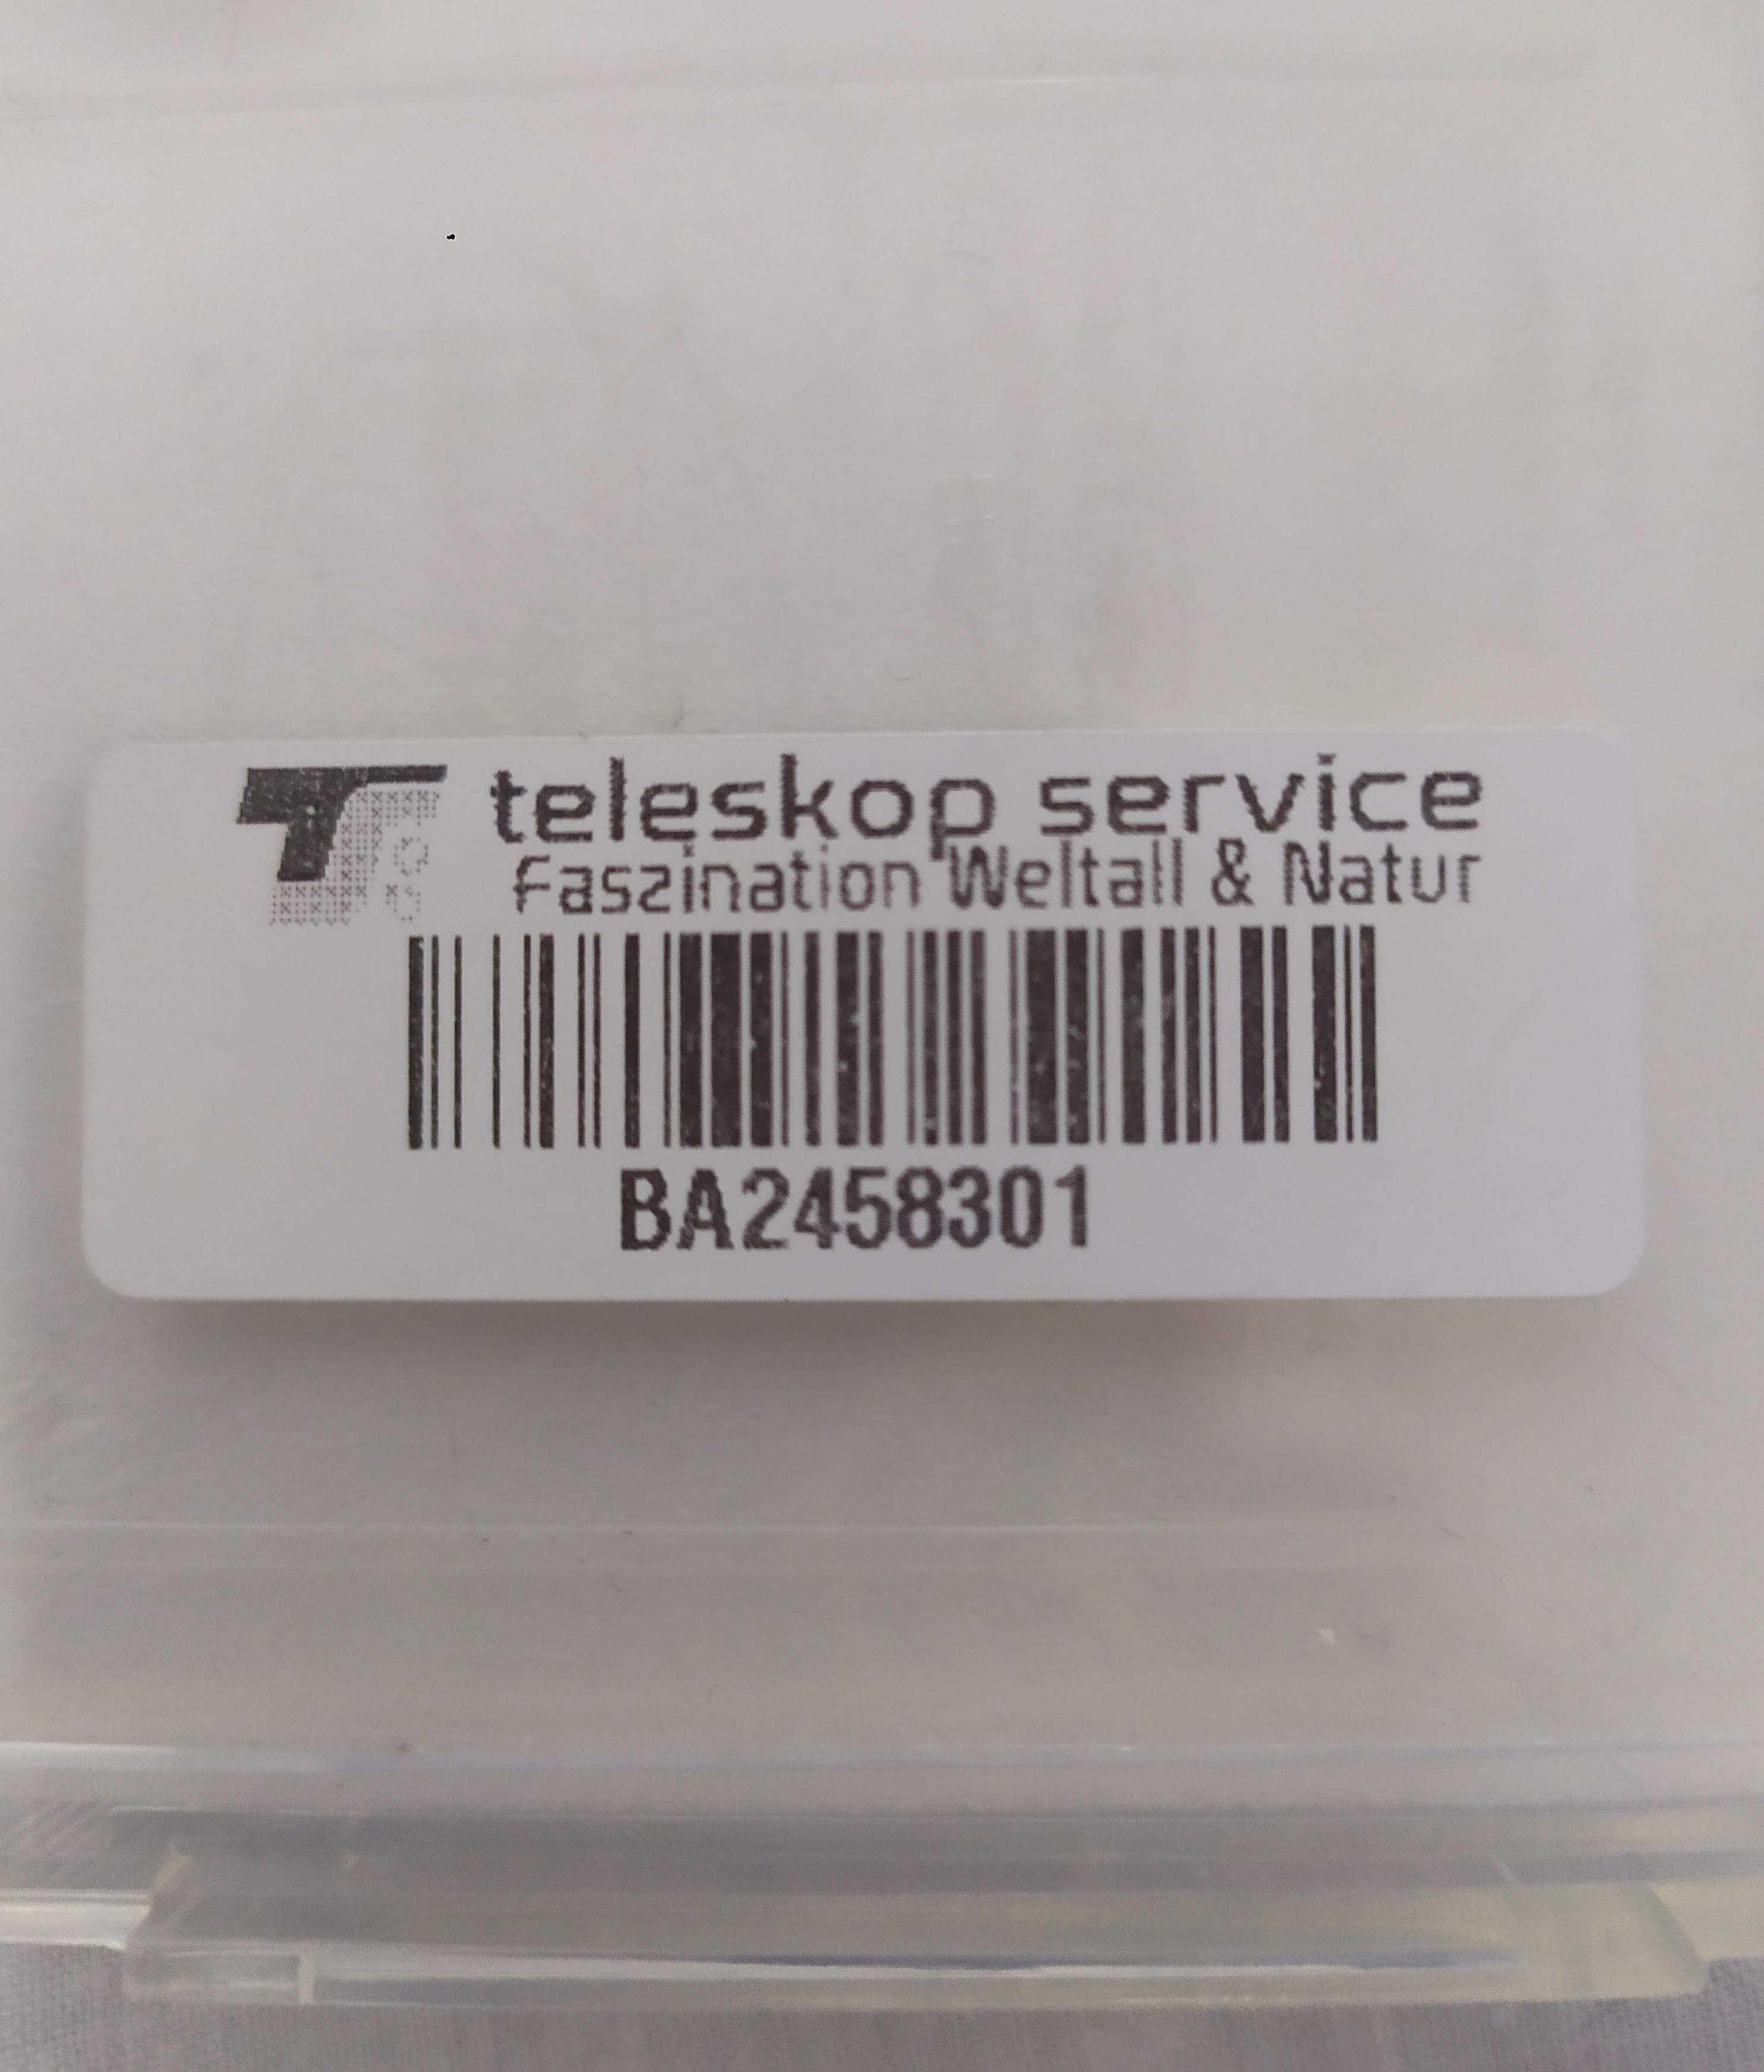 teleskop service
Faszination Weltall & Natur
BA2458301